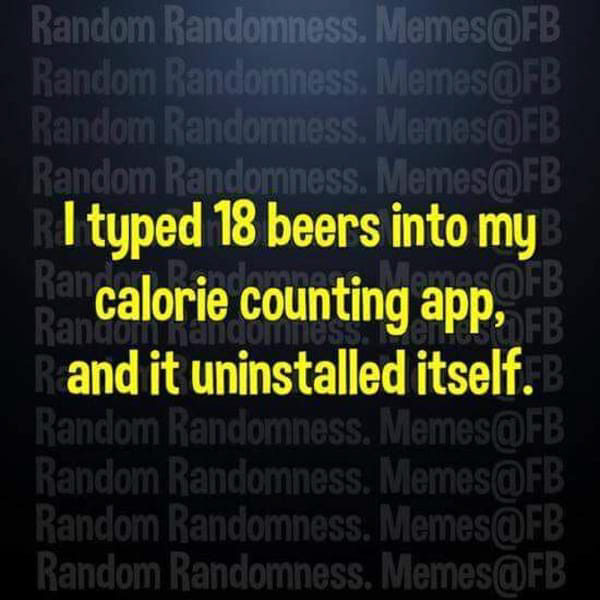 Random Randomness. Memes@FB
Random Randomness. Memes@FB
Random Randomness. Memes@FB
Random Randomness. Memes@FB
I typed 18 beers into my
calorie counting app,
and it uninstalled itself.
Random Randomness. Memes@FB
Random Randomness. Memes@FB
Random Randomness. Memes@FB
Random Randomness. Memes@FB